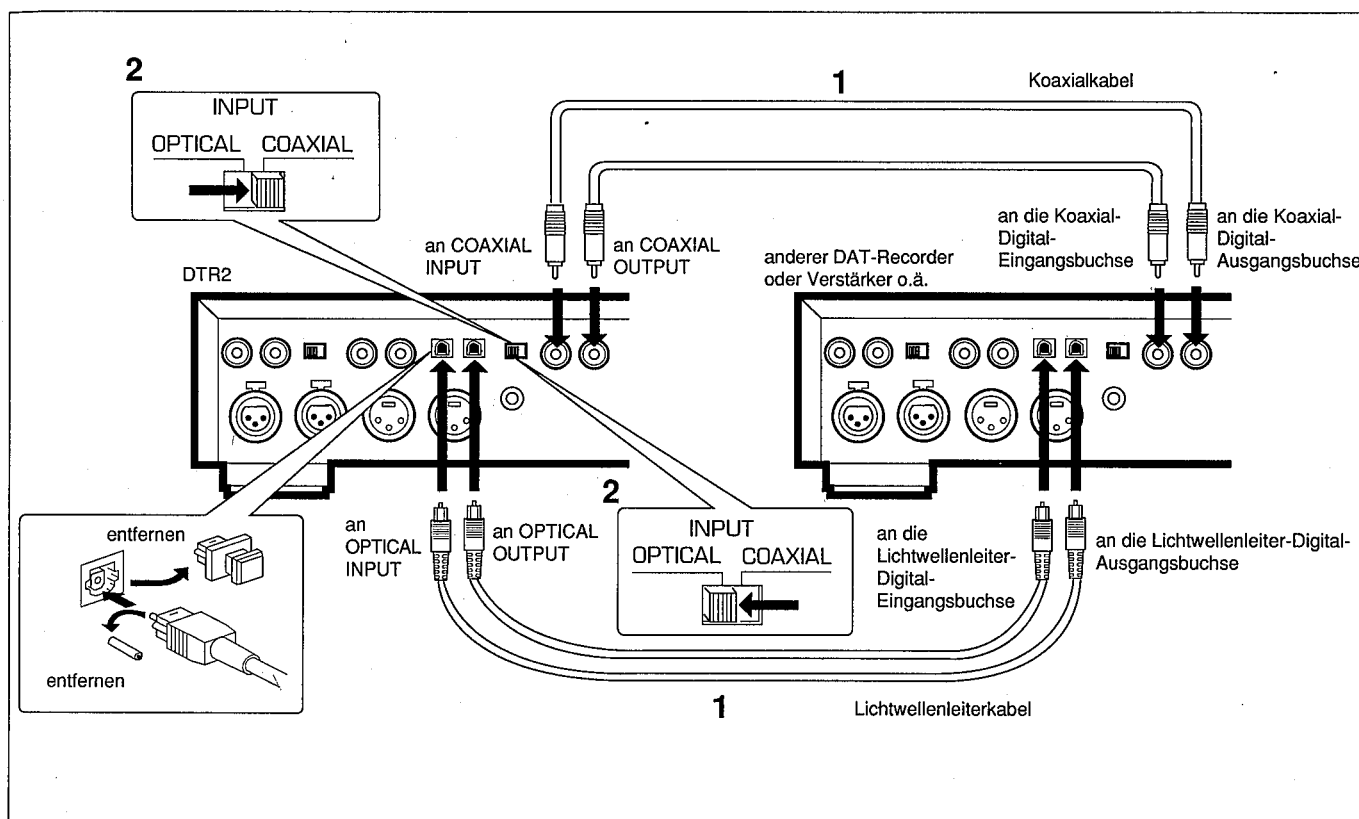 2
INPUT
OPTICAL COAXIAL
1
Koaxialkabel
an COAXIAL
INPUT
an COAXIAL
OUTPUT
an die Koaxial-
Digital-
Eingangsbuchse
an die Koaxial-
Digital-
Ausgangsbuchse
DTR2
anderer DAT-Recorder
oder Verstärker o.ä.
entfernen
entfernen
an
OPTICAL
INPUT
an OPTICAL
OUTPUT
2
INPUT
OPTICAL COAXIAL
an die
Lichtwellenleiter-
Digital-
Eingangsbuchse
an die Lichtwellenleiter-Digital-
Ausgangsbuchse
1
Lichtwellenleiterkabel